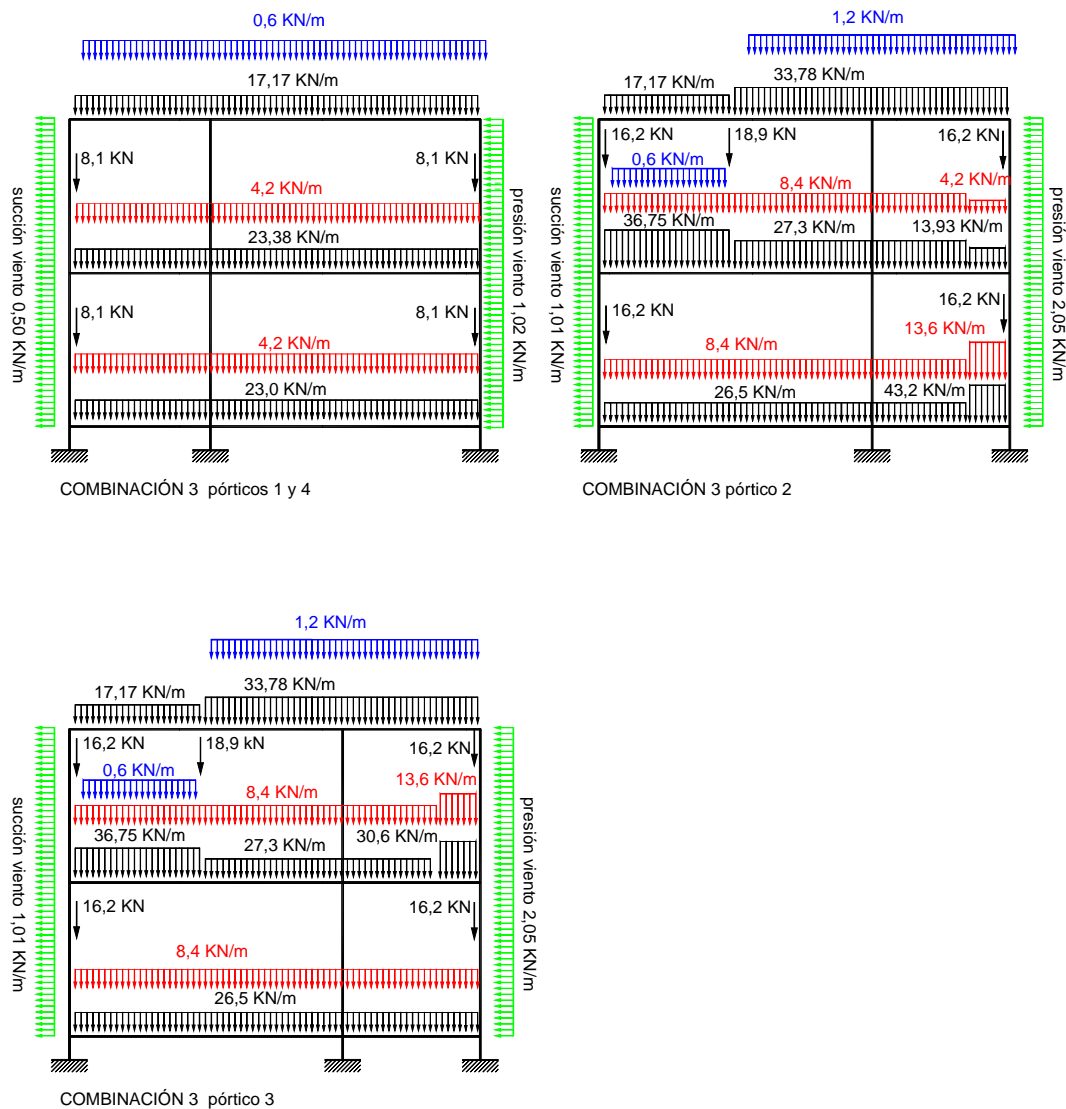 0,6 KN/m
17,17 KN/m
8,1 KN
8,1 KN
4,2 KN/m
23,38 KN/m
8,1 KN
8,1 KN
4,2 KN/m
23,0 KN/m
succión viento 0,50 KN/m
presión viento 1,02 KN/m
COMBINACIÓN 3 pórticos 1 y 4
1,2 KN/m
17,17 KN/m
33,78 KN/m
16,2 KN
18,9 kN
16,2 KN
0,6 KN/m
8,4 KN/m
4,2 KN/m
36,75 KN/m
27,3 KN/m
13,93 KN/m
16,2 KN
16,2 KN
13,6 KN/m
8,4 KN/m
26,5 KN/m
43,2 KN/m
succión viento 1,01 KN/m
presión viento 2,05 KN/m
COMBINACIÓN 3 pórtico 2
1,2 KN/m
17,17 KN/m
33,78 KN/m
16,2 KN
18,9 kN
16,2 KN
0,6 KN/m
8,4 KN/m
13,6 KN/m
36,75 KN/m
27,3 KN/m
30,6 KN/m
16,2 KN
16,2 KN
8,4 KN/m
26,5 KN/m
succión viento 1,01 KN/m
presión viento 2,05 KN/m
COMBINACIÓN 3 pórtico 3